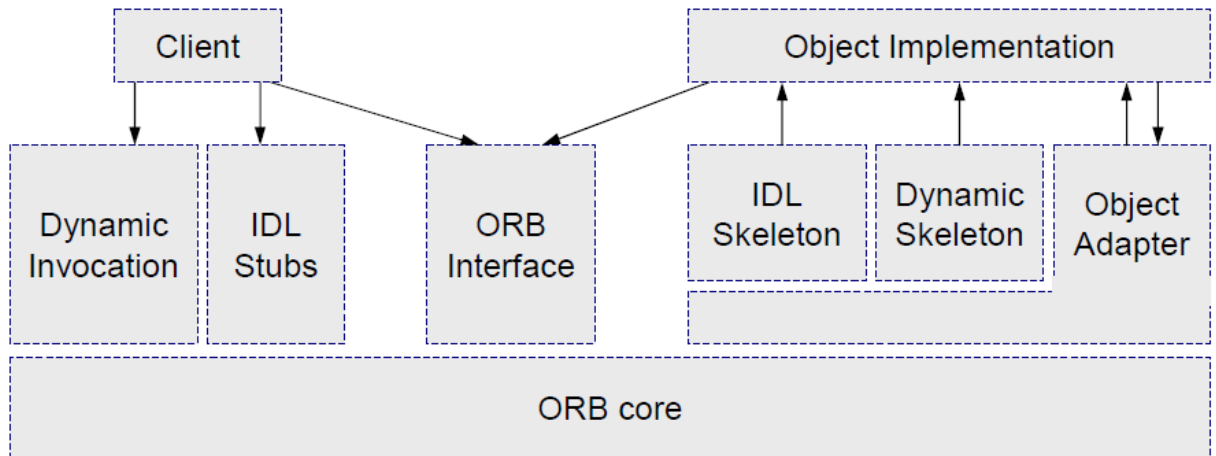 Client
Object Implementation
Dynamic
Invocation
IDL
Stubs
ORB
Interface
IDL
Skeleton
Dynamic
Skeleton
Object
Adapter
ORB core